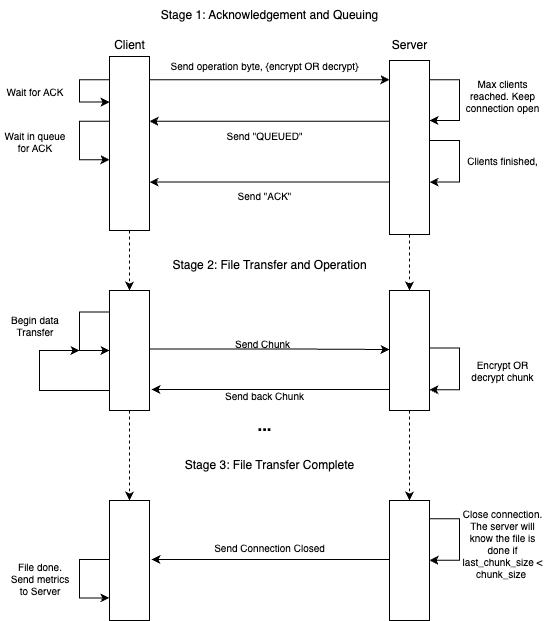 Stage 1: Acknowledgement and Queuing
Client
Server
Send operation byte, {encrypt OR decrypt}
Wait for ACK
Max clients
reached. Keep
connection open
Wait in queue
for ACK
Send "QUEUED"
Clients finished,
Send "ACK"
Stage 2: File Transfer and Operation
Begin data
Transfer
Send Chunk
Encrypt OR
decrypt chunk
Send back Chunk
...
Stage 3: File Transfer Complete
Close connection.
The server will
know the file is
done if
last_chunk_size <
chunk_size
Send Connection Closed
File done.
Send metrics
to Server